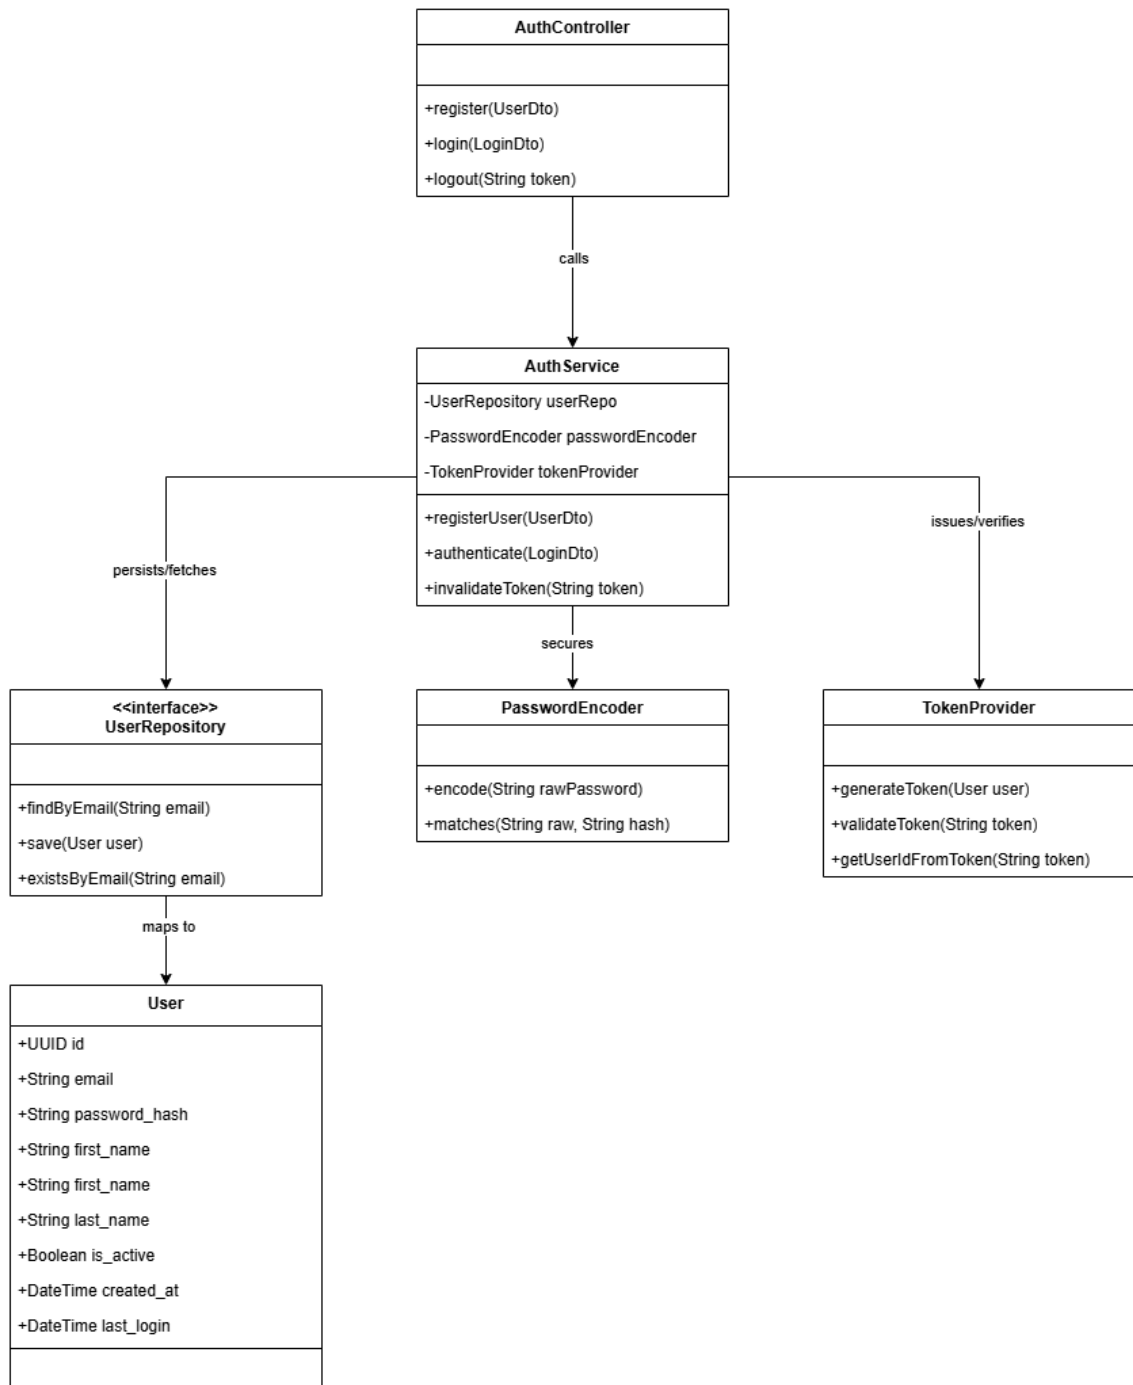 AuthController
+register(UserDto)
+login(LoginDto)
+logout(String token)
calls
AuthService
-UserRepository userRepo
-PasswordEncoder passwordEncoder
-TokenProvider tokenProvider
+registerUser(UserDto)
+authenticate(LoginDto)
+invalidateToken(String token)
persists/fetches
secures
issues/verifies
<<interface>>
UserRepository
+findByEmail(String email)
+save(User user)
+existsByEmail(String email)
PasswordEncoder
+encode(String rawPassword)
+matches(String raw, String hash)
TokenProvider
+generateToken(User user)
+validateToken(String token)
+getUserIdFromToken(String token)
maps to
User
+UUID id
+String email
+String password_hash
+String first_name
+String first_name
+String last_name
+Boolean is_active
+DateTime created_at
+DateTime last_login